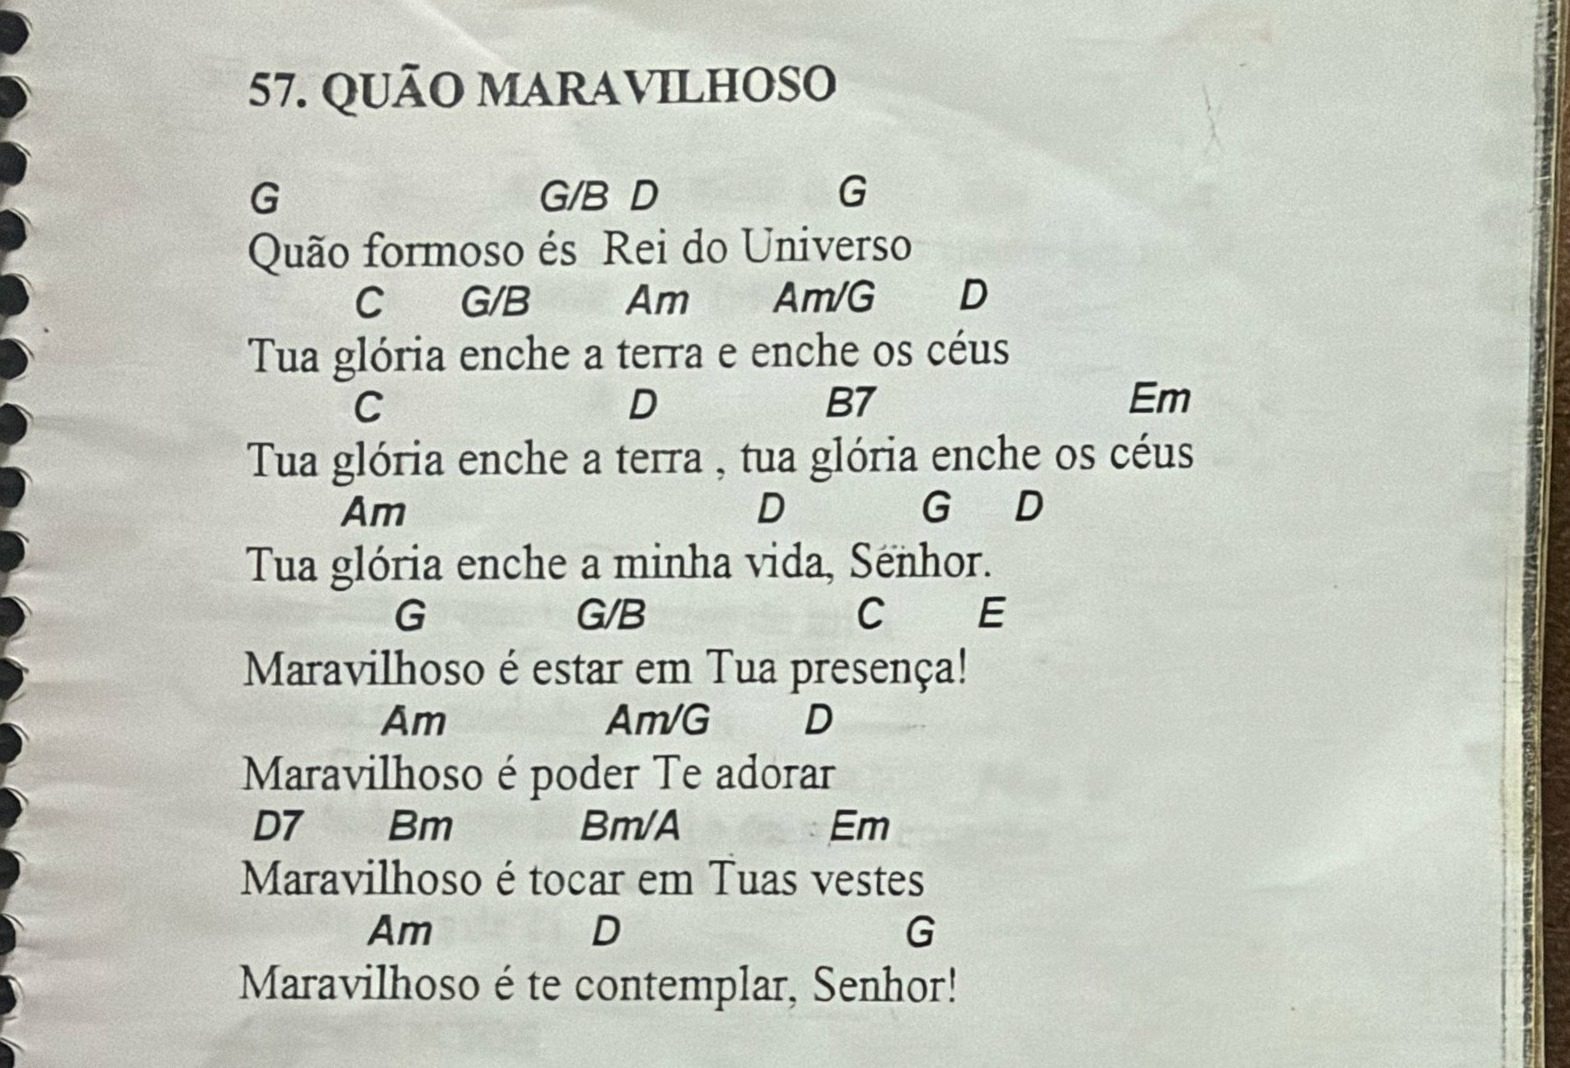 57. QUÃO MARAVILHOSO
G G/B D G
Quão formoso és Rei do Universo
C G/B Am Am/G D
Tua glória enche a terra e enche os céus
C D B7 Em
Tua glória enche a terra , tua glória enche os céus
Am D G D
Tua glória enche a minha vida, Senhor.
G G/B C E
Maravilhoso é estar em Tua presença!
Am Am/G D
Maravilhoso é poder Te adorar
D7 Bm Bm/A Em
Maravilhoso é tocar em Tuas vestes
Am D G
Maravilhoso é te contemplar, Senhor!